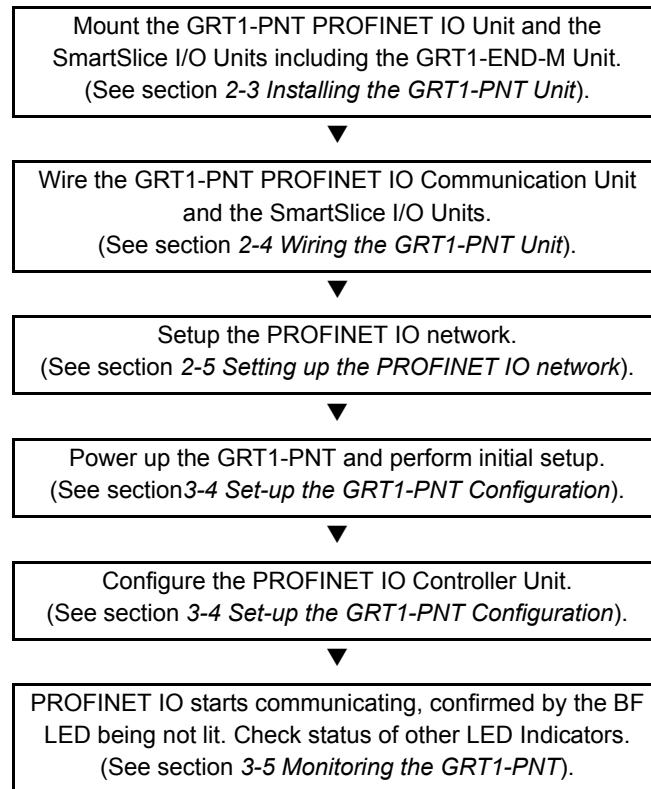 Mount the GRT1-PNT PROFINET IO Unit and the
SmartSlice I/O Units including the GRT1-END-M Unit.
(See section 2-3 Installing the GRT1-PNT Unit).
Wire the GRT1-PNT PROFINET IO Communication Unit
and the SmartSlice I/O Units.
(See section 2-4 Wiring the GRT1-PNT Unit).
Setup the PROFINET IO network.
(See section 2-5 Setting up the PROFINET IO network).
Power up the GRT1-PNT and perform initial setup.
(See section3-4 Set-up the GRT1-PNT Configuration).
Configure the PROFINET IO Controller Unit.
(See section 3-4 Set-up the GRT1-PNT Configuration).
PROFINET IO starts communicating, confirmed by the BF
LED being not lit. Check status of other LED Indicators.
(See section 3-5 Monitoring the GRT1-PNT).